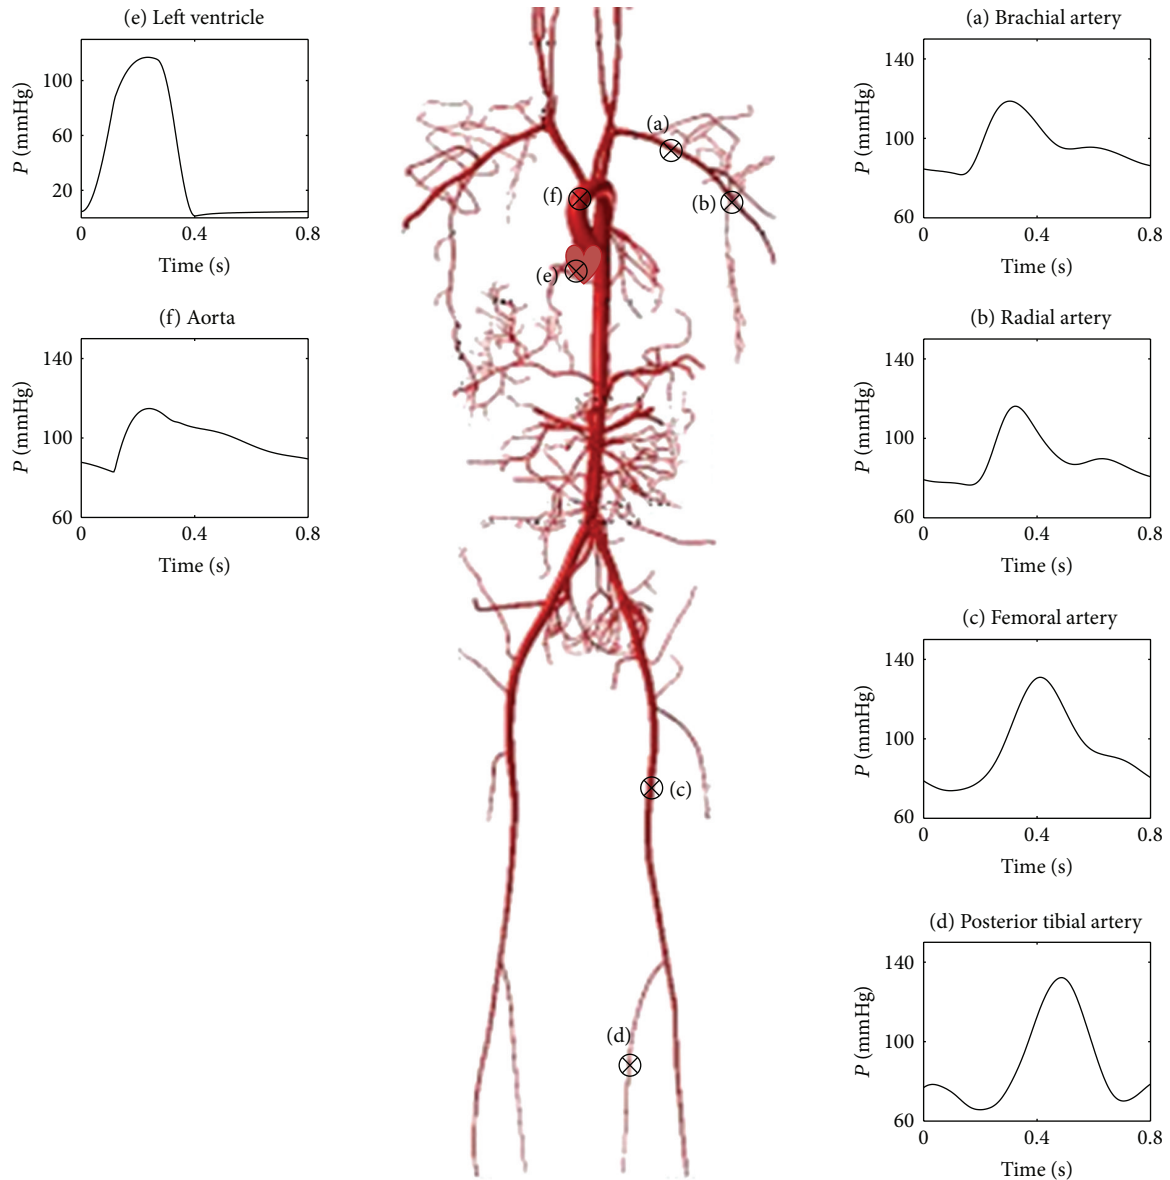 (e) Left ventricle
P (mmHg)
100
60
20
0
0.4
0.8
Time (s)
(f) Aorta
P (mmHg)
140
100
60
0
0.4
0.8
Time (s)
(a)
(b)
(f)
(e)
(c)
(d)
(a) Brachial artery
P (mmHg)
140
100
60
0
0.4
0.8
Time (s)
(b) Radial artery
P (mmHg)
140
100
60
0
0.4
0.8
Time (s)
(c) Femoral artery
P (mmHg)
140
100
60
0
0.4
0.8
Time (s)
(d) Posterior tibial artery
P (mmHg)
140
100
60
0
0.4
0.8
Time (s)